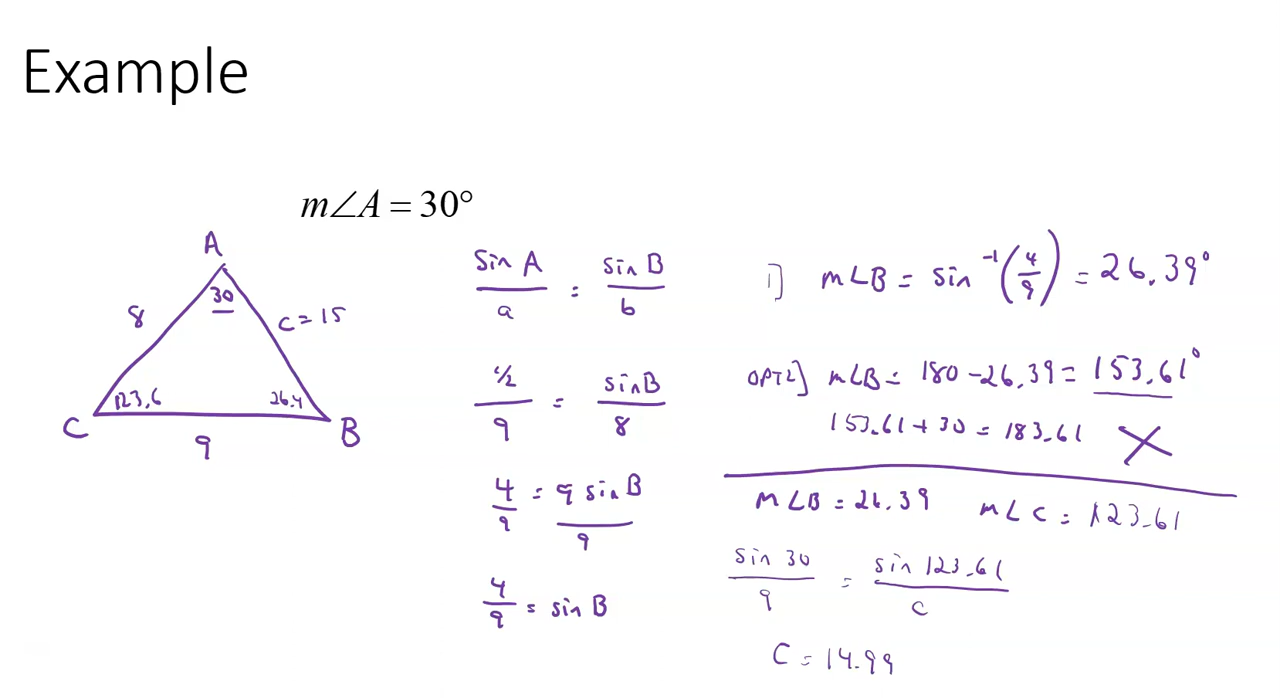 Example
m∠A = 30°
A
30
8
c = 15
123.6
26.4
C
B
9
sin A / a = sin B / b
1/2 / 9 = sin B / 8
4/9 = 9 sin B / 9
4/9 = sin B
1] m∠B = sin⁻¹(4/9) = 26.39°
OPT 2] m∠B = 180 - 26.39 = 153.61°
153.61 + 30 = 183.61 X
m∠B = 26.39 m∠C = 123.61
sin 30 / 9 = sin 123.61 / c
C = 14.99